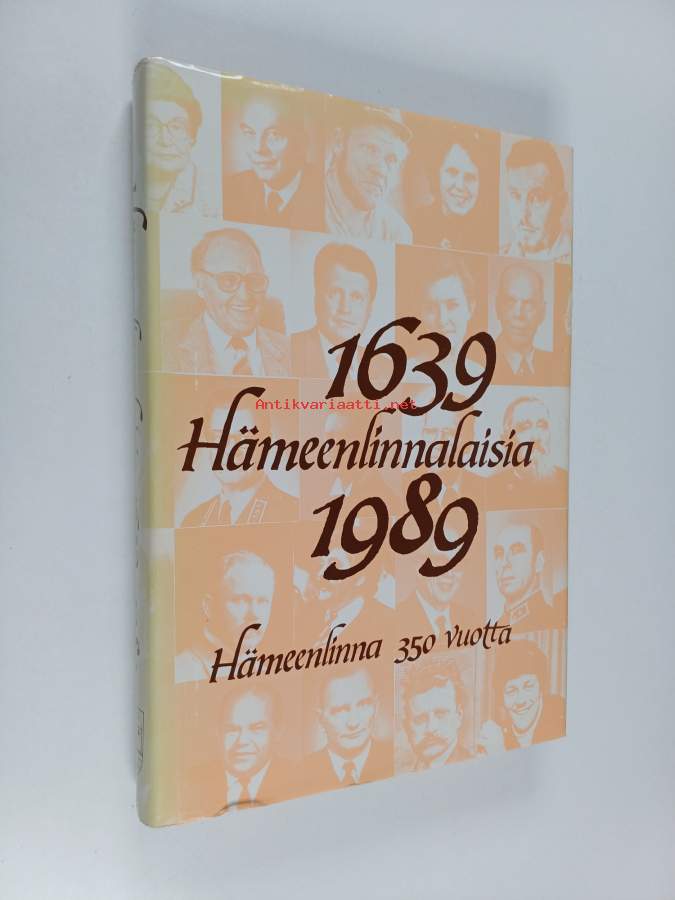 1639
Antikvariaatti.net
Hämeenlinnalaisia
1989
Hämeenlinna 350 vuotta